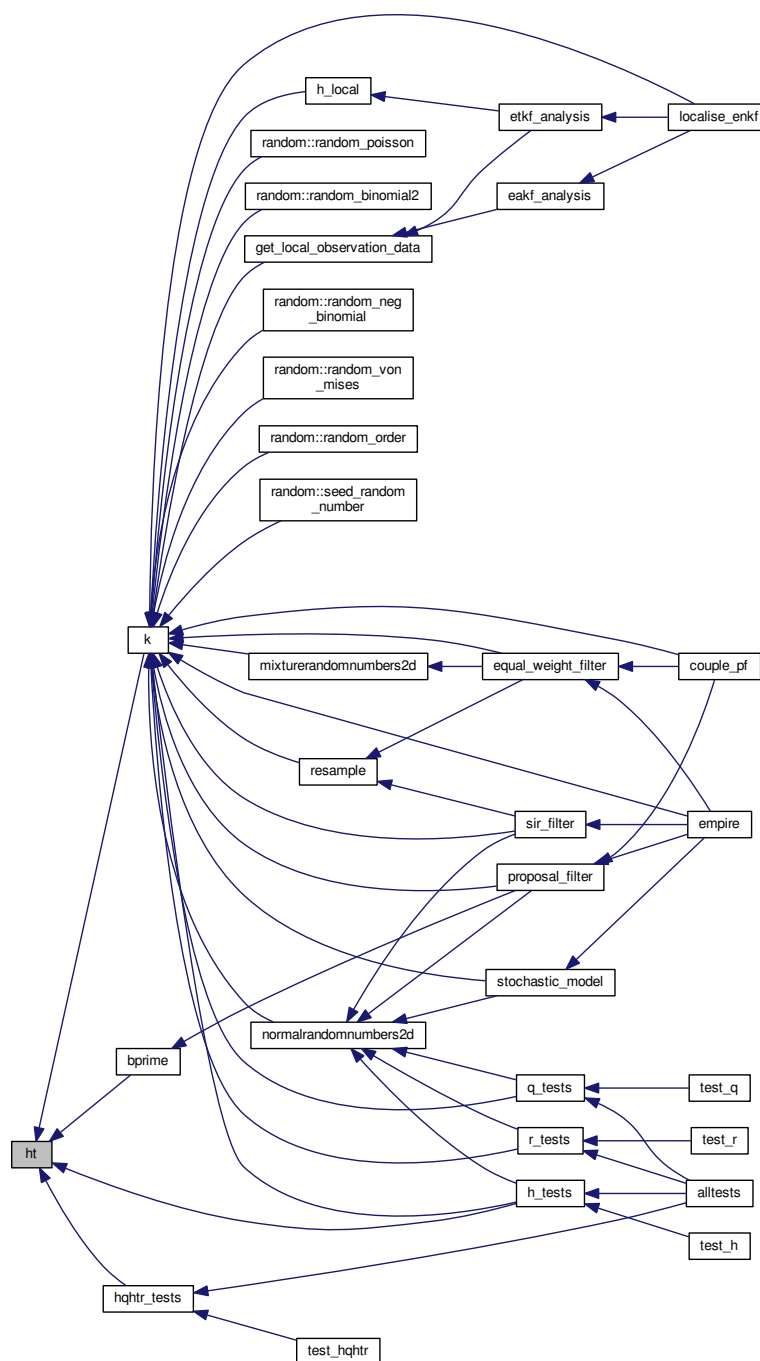 h_local
etkf_analysis
localise_enkf
random::random_poisson
random::random_binomial2
eakf_analysis
get_local_observation_data
random::random_neg
_binomial
random::random_von
_mises
random::random_order
random::seed_random
_number
k
mixturerandomnumbers2d
equal_weight_filter
couple_pf
resample
sir_filter
empire
proposal_filter
stochastic_model
normalrandomnumbers2d
bprime
q_tests
test_q
ht
r_tests
test_r
h_tests
alltests
test_h
hqhtr_tests
test_hqhtr